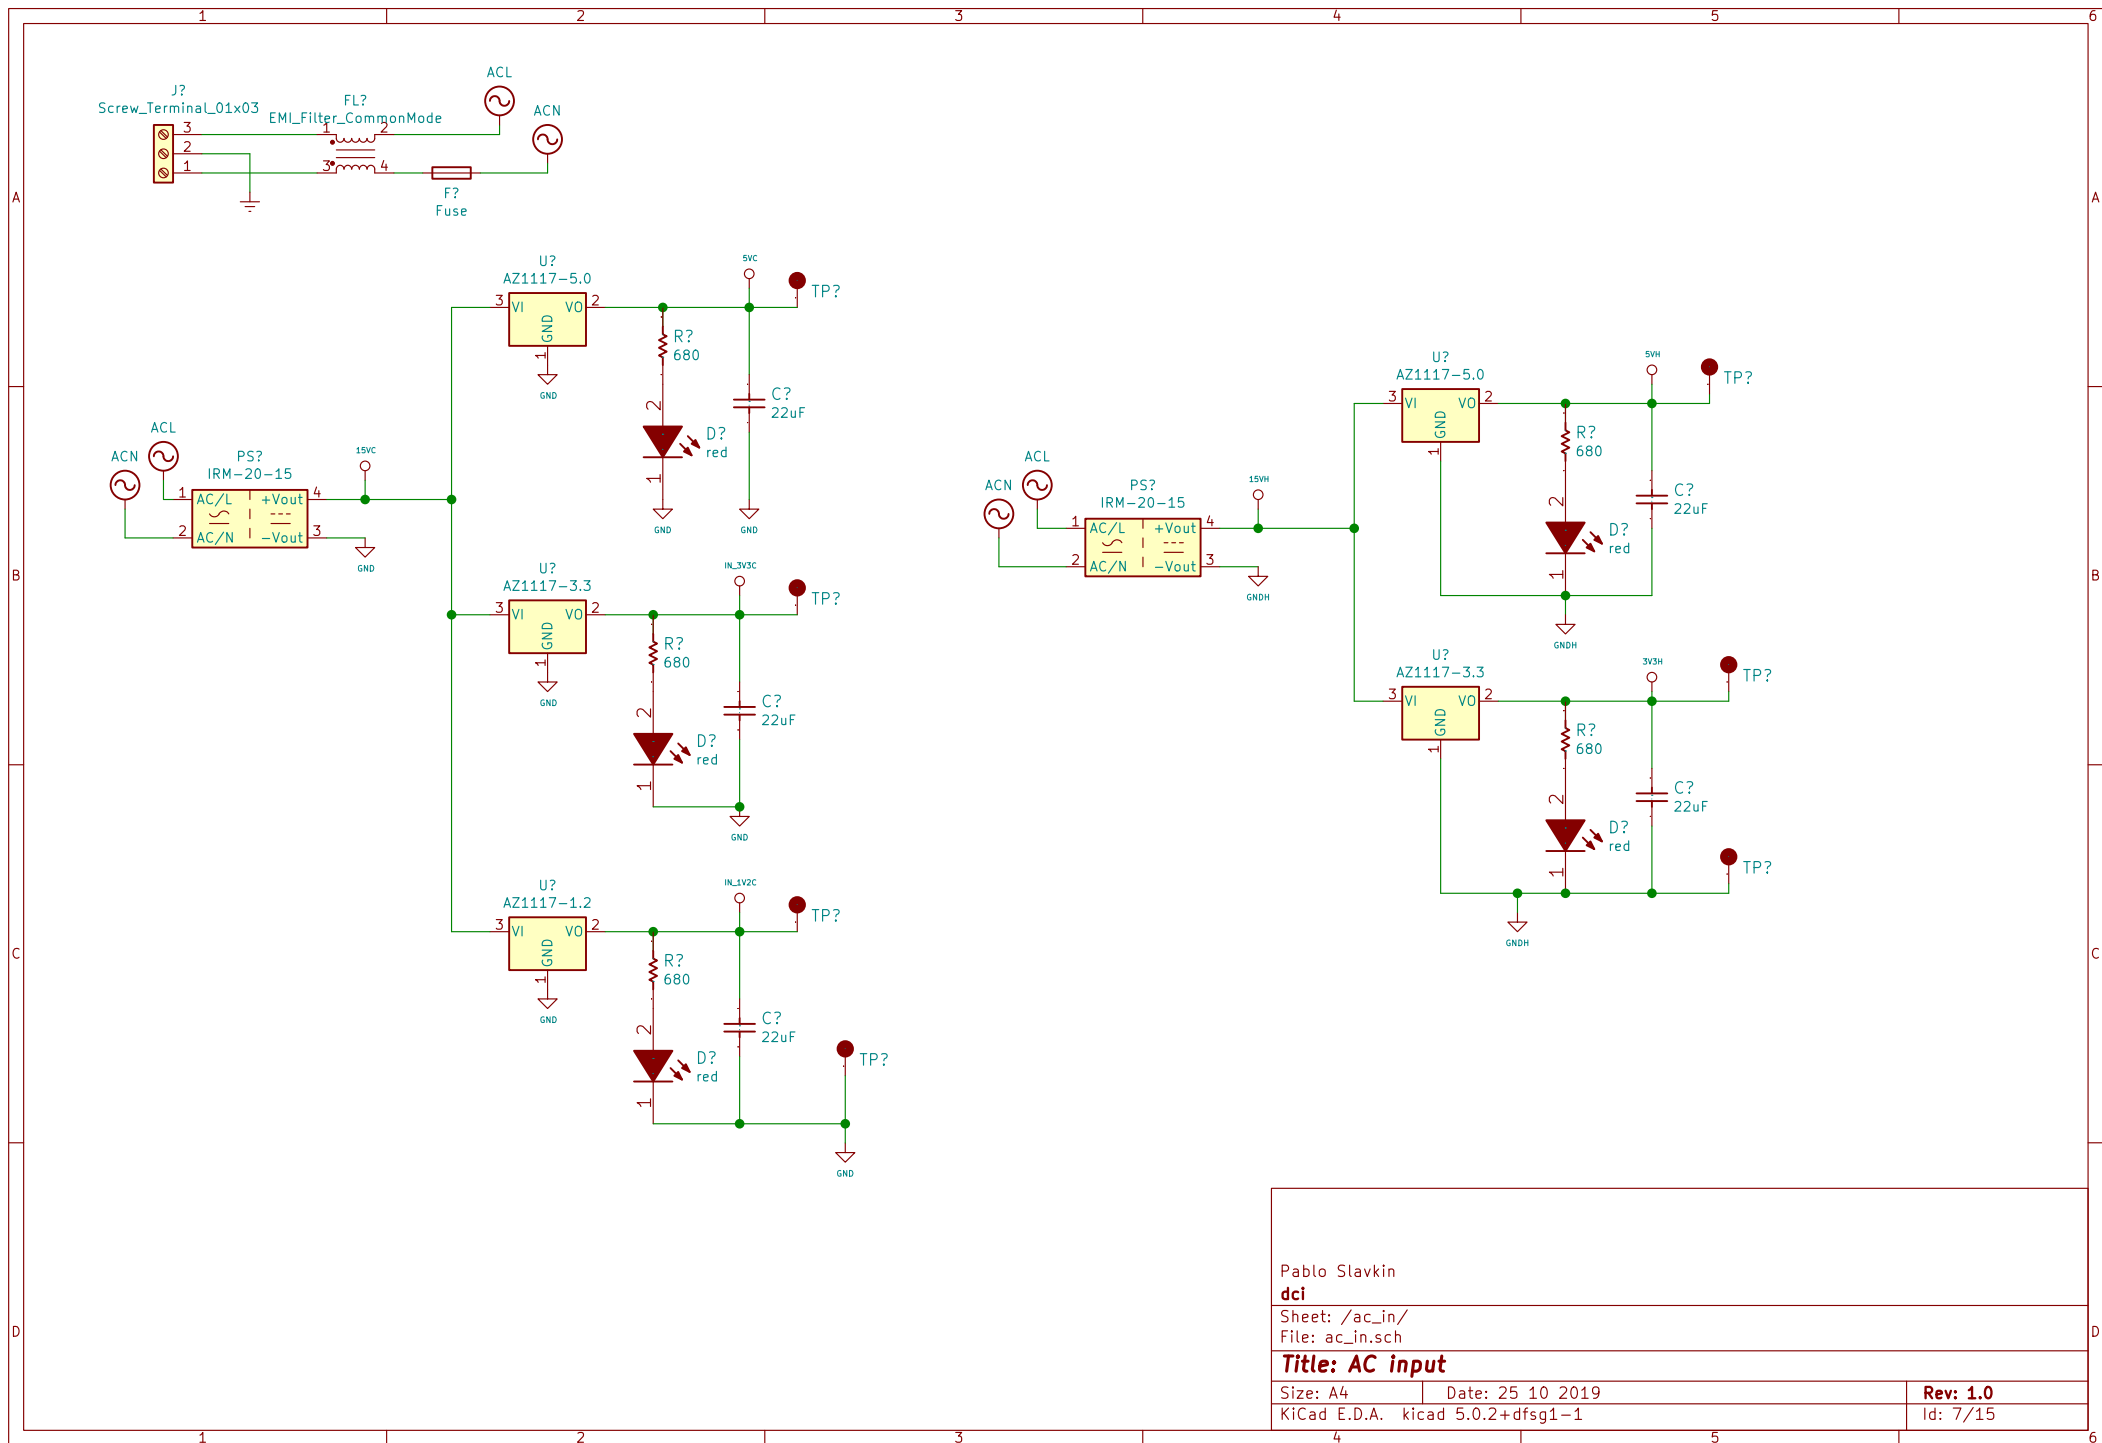 1 2 3 4 5 6
A A
B B
C C
D D
1 2 3 4 5 6
J?
Screw_Terminal_01x03
3
2
1
FL?
EMI_Filter_CommonMode
1 2
3 4
ACL
ACN
F?
Fuse
ACN
ACL
PS?
IRM-20-15
1 AC/L +Vout 4
2 AC/N -Vout 3
15VC
GND
U?
AZ1117-5.0
3 VI VO 2
GND
1
GND
R?
680
2
D?
red
1
GND
5VC
C?
22uF
GND
TP?
U?
AZ1117-3.3
3 VI VO 2
GND
1
GND
R?
680
2
D?
red
1
IN_3V3C
C?
22uF
GND
TP?
U?
AZ1117-1.2
3 VI VO 2
GND
1
GND
R?
680
2
D?
red
1
IN_1V2C
C?
22uF
TP?
TP?
GND
ACN
ACL
PS?
IRM-20-15
1 AC/L +Vout 4
2 AC/N -Vout 3
15VH
GNDH
U?
AZ1117-5.0
3 VI VO 2
GND
1
R?
680
2
D?
red
1
GNDH
5VH
C?
22uF
TP?
U?
AZ1117-3.3
3 VI VO 2
GND
1
R?
680
2
D?
red
1
3V3H
C?
22uF
TP?
TP?
GNDH
Pablo Slavkin
dci
Sheet: /ac_in/
File: ac_in.sch
Title: AC input
Size: A4 Date: 25 10 2019 Rev: 1.0
KiCad E.D.A. kicad 5.0.2+dfsg1-1 Id: 7/15